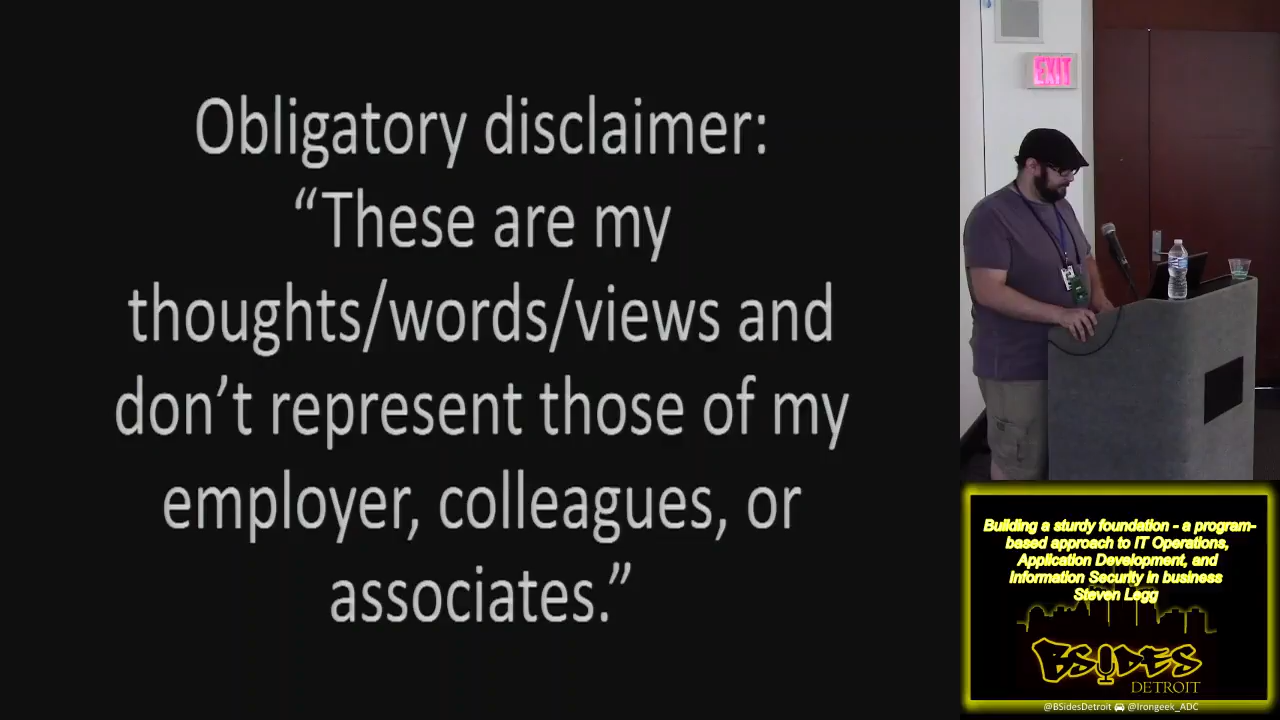 Obligatory disclaimer:
“These are my
thoughts/words/views and
don’t represent those of my
employer, colleagues, or
associates.”
EXIT
Building a sturdy foundation - a program-
based approach to IT Operations,
Application Development, and
Information Security in business
Steven Legg
BSIDES
DETROIT
@BSidesDetroit @Irongeek_ADC